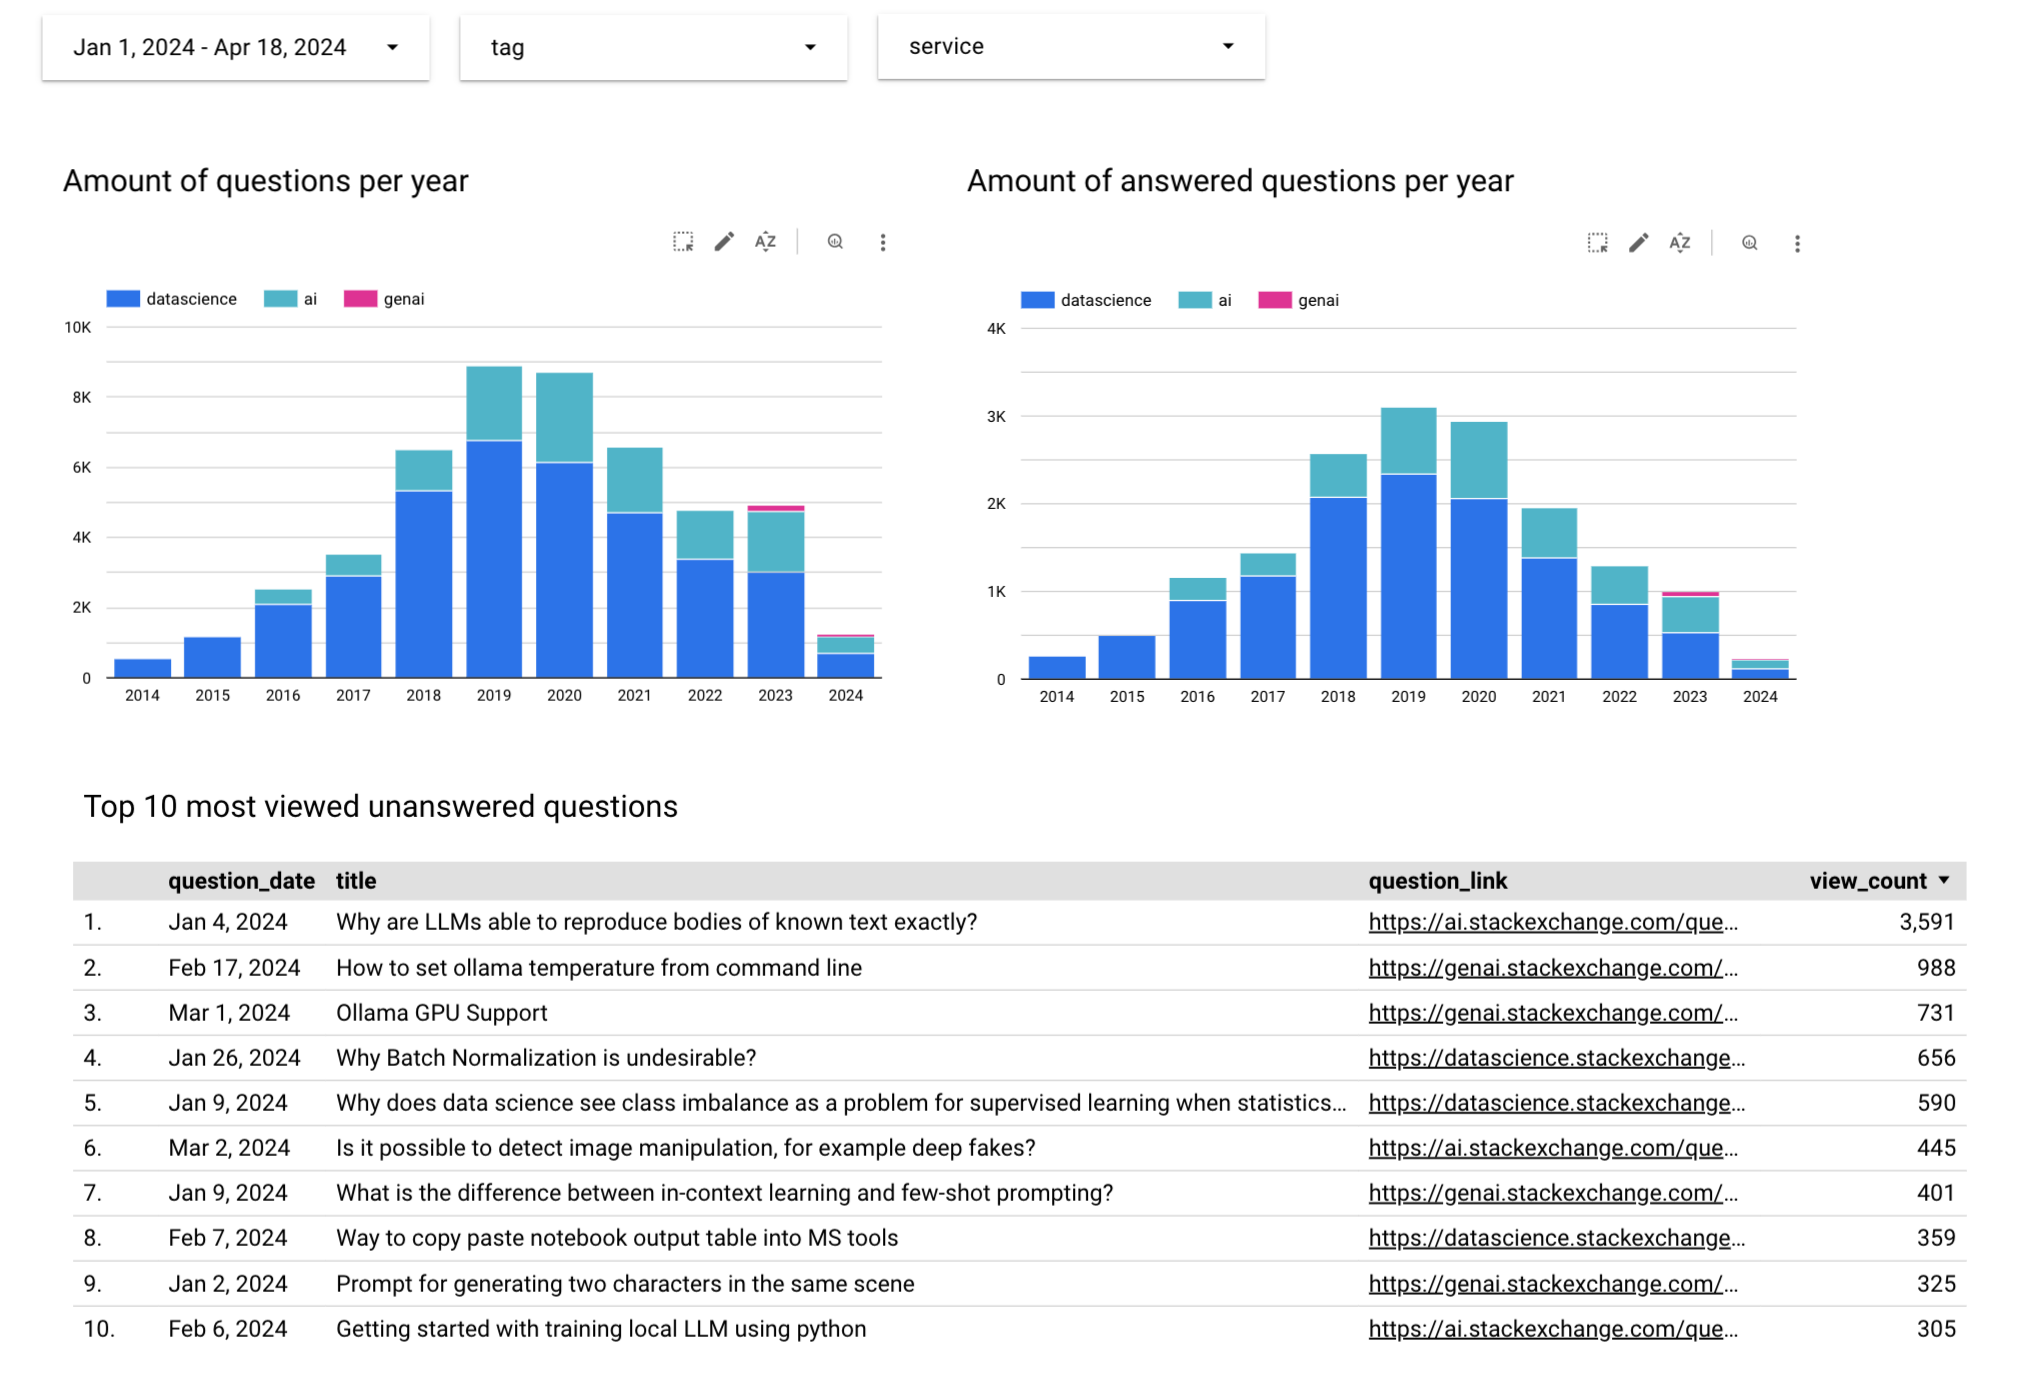 Jan 1, 2024 - Apr 18, 2024
tag
service
Amount of questions per year
Amount of answered questions per year
AZ
AZ
datascience ai genai
datascience ai genai
10K
8K
6K
4K
2K
0
2014 2015 2016 2017 2018 2019 2020 2021 2022 2023 2024
4K
3K
2K
1K
0
2014 2015 2016 2017 2018 2019 2020 2021 2022 2023 2024
Top 10 most viewed unanswered questions
question_date title question_link view_count
1. Jan 4, 2024 Why are LLMs able to reproduce bodies of known text exactly? https://ai.stackexchange.com/que... 3,591
2. Feb 17, 2024 How to set ollama temperature from command line https://genai.stackexchange.com/... 988
3. Mar 1, 2024 Ollama GPU Support https://genai.stackexchange.com/... 731
4. Jan 26, 2024 Why Batch Normalization is undesirable? https://datascience.stackexchange... 656
5. Jan 9, 2024 Why does data science see class imbalance as a problem for supervised learning when statistics... https://datascience.stackexchange... 590
6. Mar 2, 2024 Is it possible to detect image manipulation, for example deep fakes? https://ai.stackexchange.com/que... 445
7. Jan 9, 2024 What is the difference between in-context learning and few-shot prompting? https://genai.stackexchange.com/... 401
8. Feb 7, 2024 Way to copy paste notebook output table into MS tools https://datascience.stackexchange... 359
9. Jan 2, 2024 Prompt for generating two characters in the same scene https://genai.stackexchange.com/... 325
10. Feb 6, 2024 Getting started with training local LLM using python https://ai.stackexchange.com/que... 305